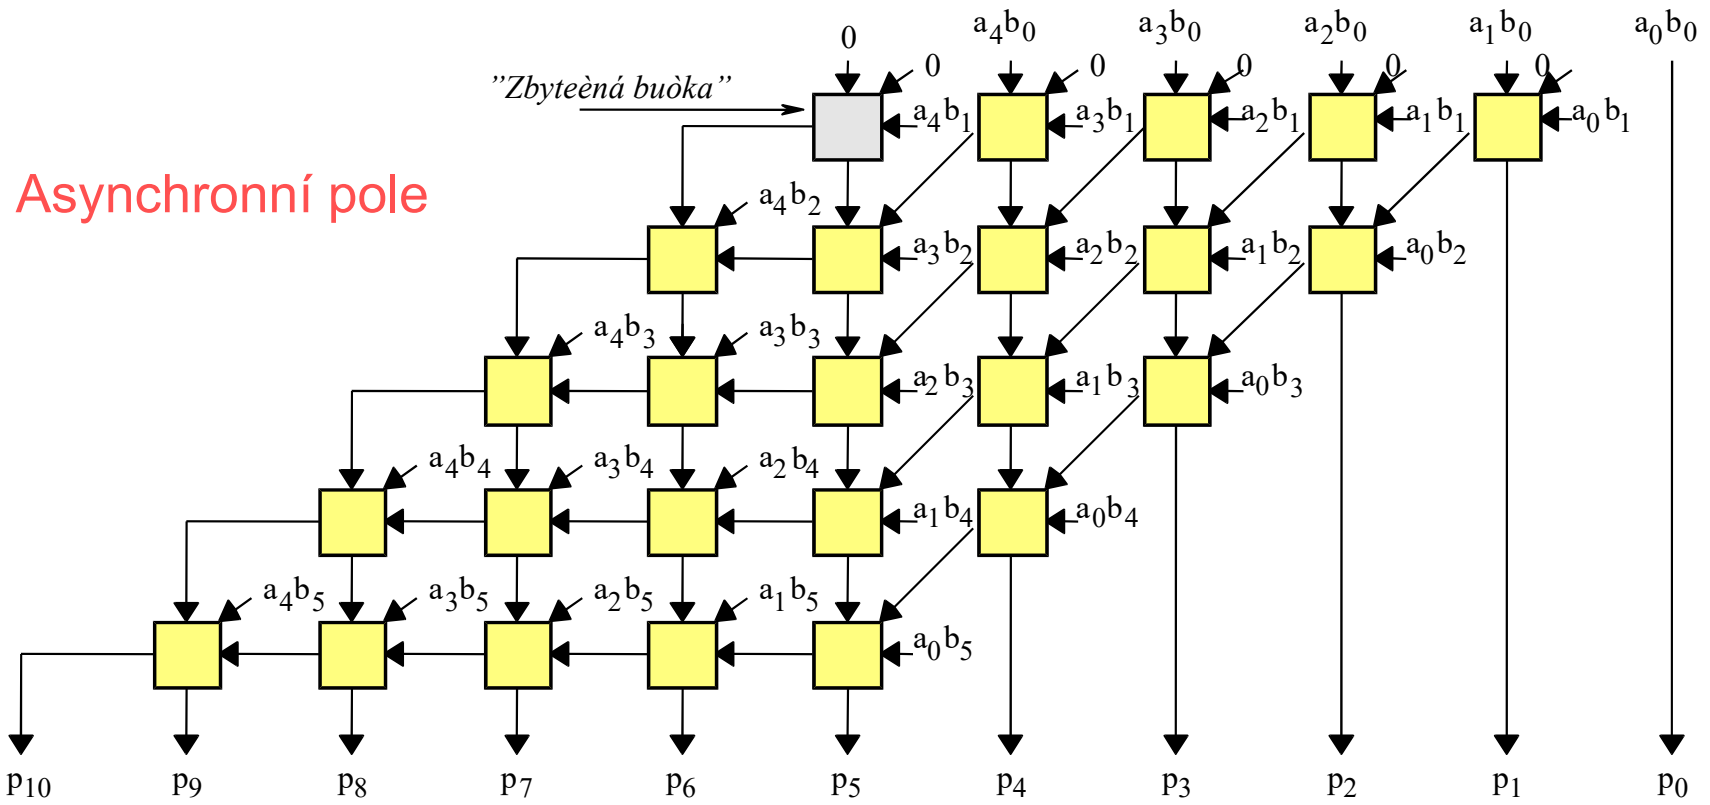 0 a₄b₀ a₃b₀ a₂b₀ a₁b₀ a₀b₀
0 0 0 0 0
”Zbyteèná buòka”
a₄b₁ a₃b₁ a₂b₁ a₁b₁ a₀b₁
Asynchronní pole
a₄b₂
a₃b₂ a₂b₂ a₁b₂ a₀b₂
a₄b₃ a₃b₃
a₂b₃ a₁b₃ a₀b₃
a₄b₄ a₃b₄ a₂b₄
a₁b₄ a₀b₄
a₄b₅ a₃b₅ a₂b₅ a₁b₅
a₀b₅
p₁₀ p₉ p₈ p₇ p₆ p₅ p₄ p₃ p₂ p₁ p₀